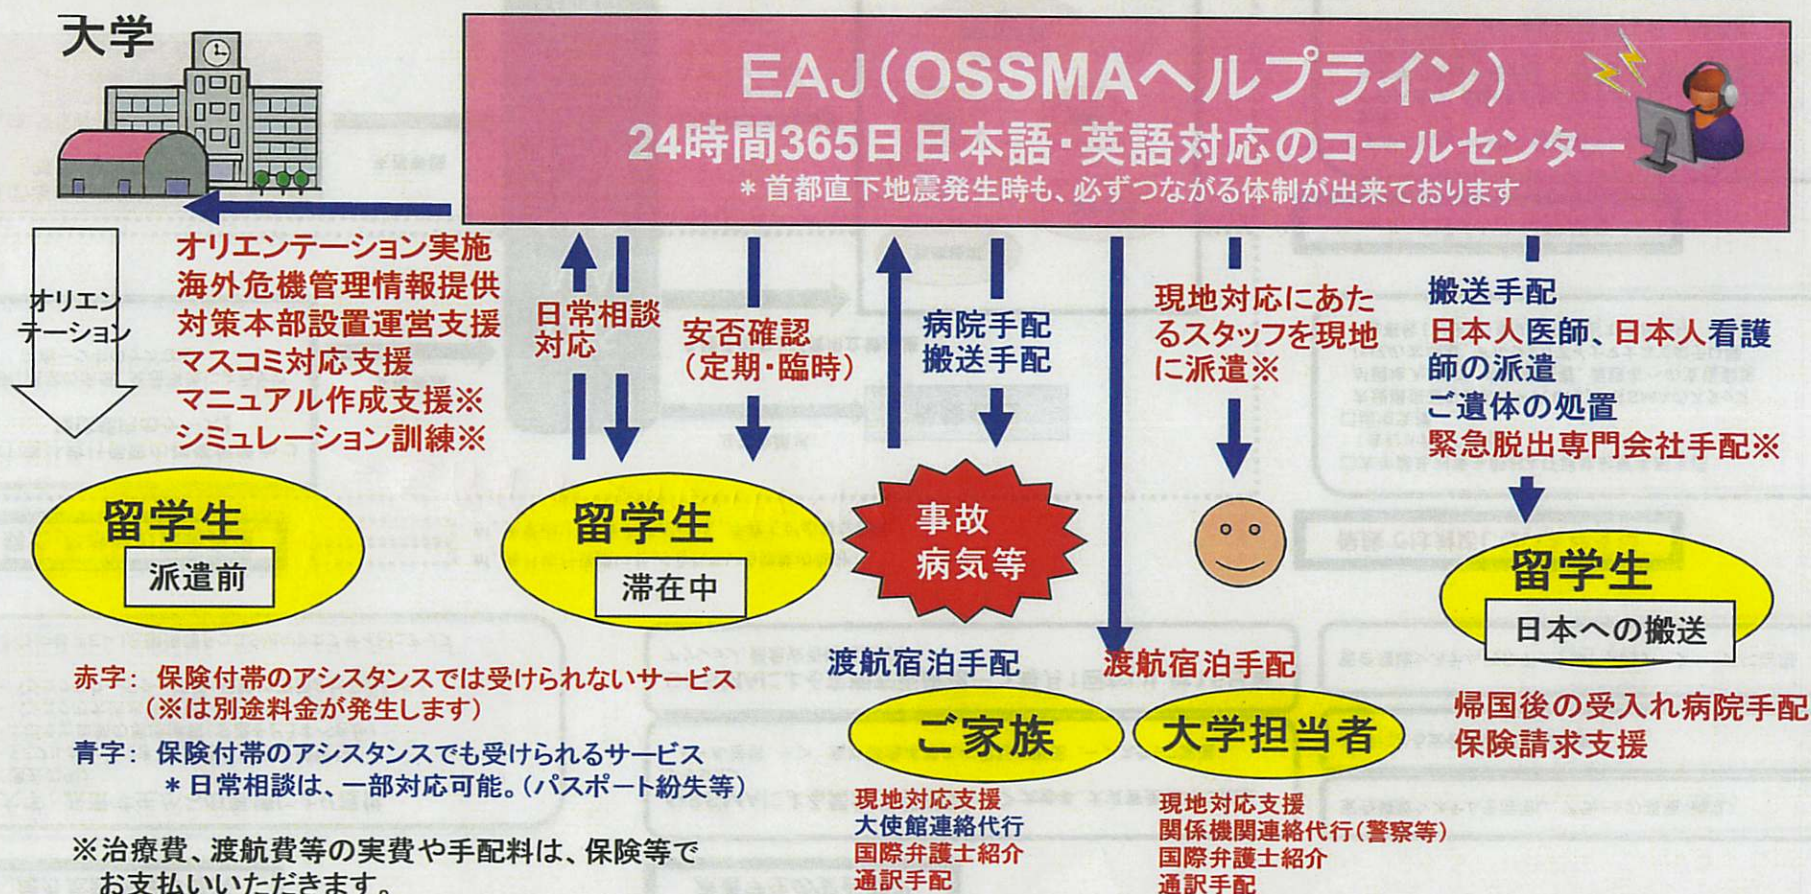 大学
EAJ(OSSMAヘルプライン)
24時間365日日本語・英語対応のコールセンター
*首都直下地震発生時も、必ずつながる体制が出来ております
オリエン
テーション
オリエンテーション実施
海外危機管理情報提供
対策本部設置運営支援
マスコミ対応支援
マニュアル作成支援※
シミュレーション訓練※
日常相談
対応
安否確認
(定期・臨時)
病院手配
搬送手配
現地対応にあた
るスタッフを現地
に派遣※
搬送手配
日本人医師、日本人看護
師の派遣
ご遺体の処置
緊急脱出専門会社手配※
留学生
派遣前
留学生
滞在中
事故
病気等
留学生
日本への搬送
赤字: 保険付帯のアシスタンスでは受けられないサービス
(※は別途料金が発生します)
青字: 保険付帯のアシスタンスでも受けられるサービス
*日常相談は、一部対応可能。(パスポート紛失等)
※治療費、渡航費等の実費や手配料は、保険等で
お支払いいただきます。
渡航宿泊手配
ご家族
現地対応支援
大使館連絡代行
国際弁護士紹介
通訳手配
渡航宿泊手配
大学担当者
現地対応支援
関係機関連絡代行(警察等)
国際弁護士紹介
通訳手配
帰国後の受入れ病院手配
保険請求支援